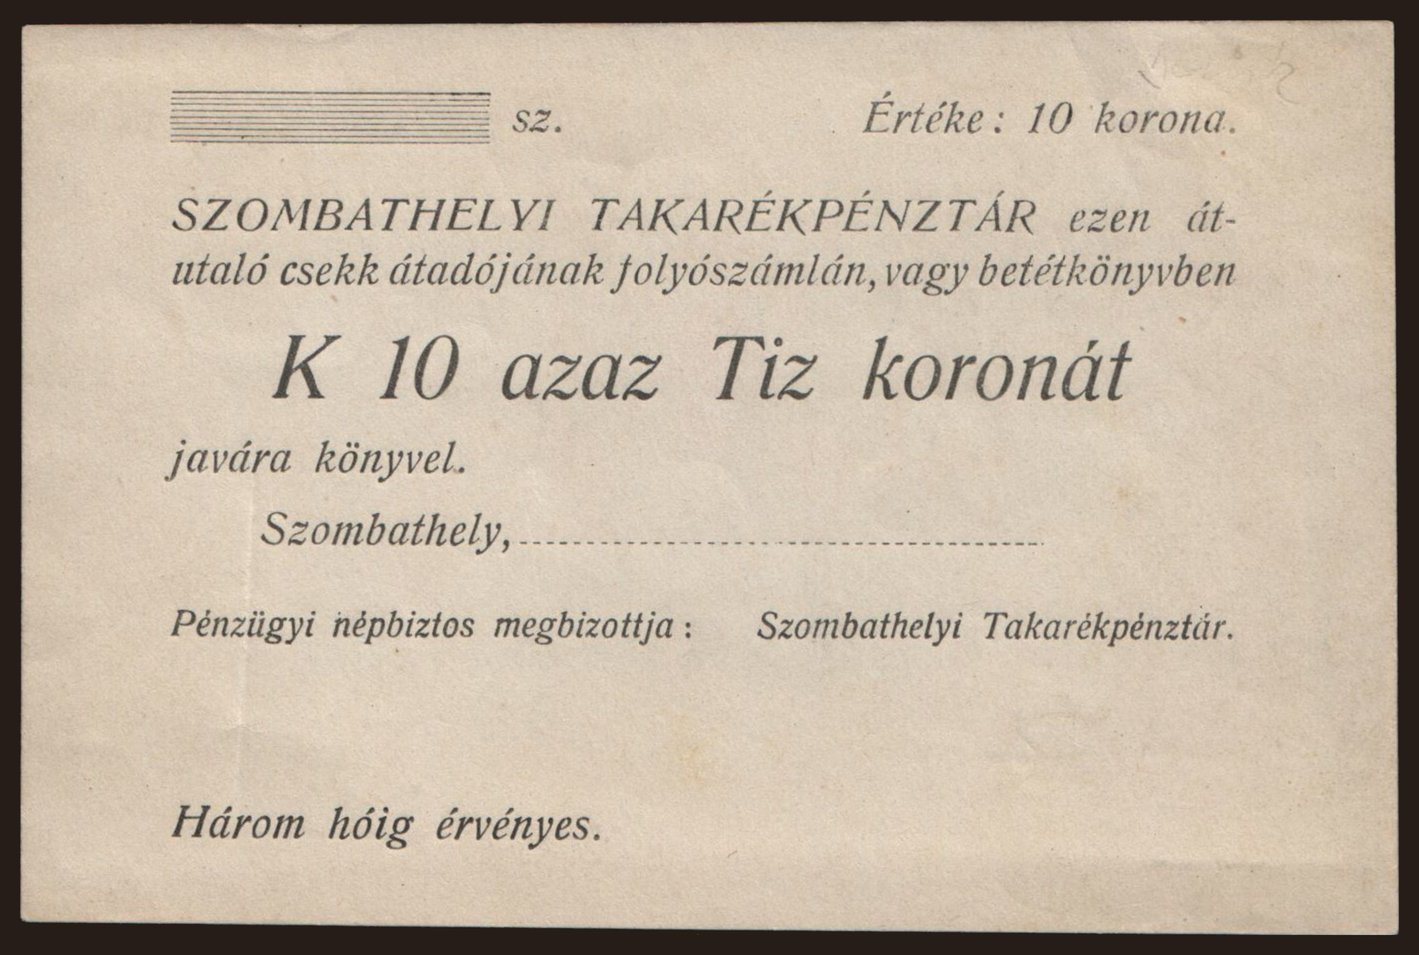 sz. Értéke: 10 korona.
SZOMBATHELYI TAKARÉKPÉNZTÁR ezen át-
utaló csekk átadójának folyószámlán, vagy betétkönyvben
K 10 azaz Tiz koronát
javára könyvel.
Szombathely,
Pénzügyi népbiztos megbizottja: Szombathelyi Takarékpénztár.
Három hóig érvényes.